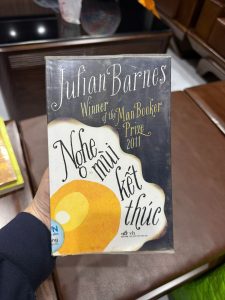 Julian Barnes
Winner
of the Man Booker
Prize
2011
Nghe
mùi
kết
thúc